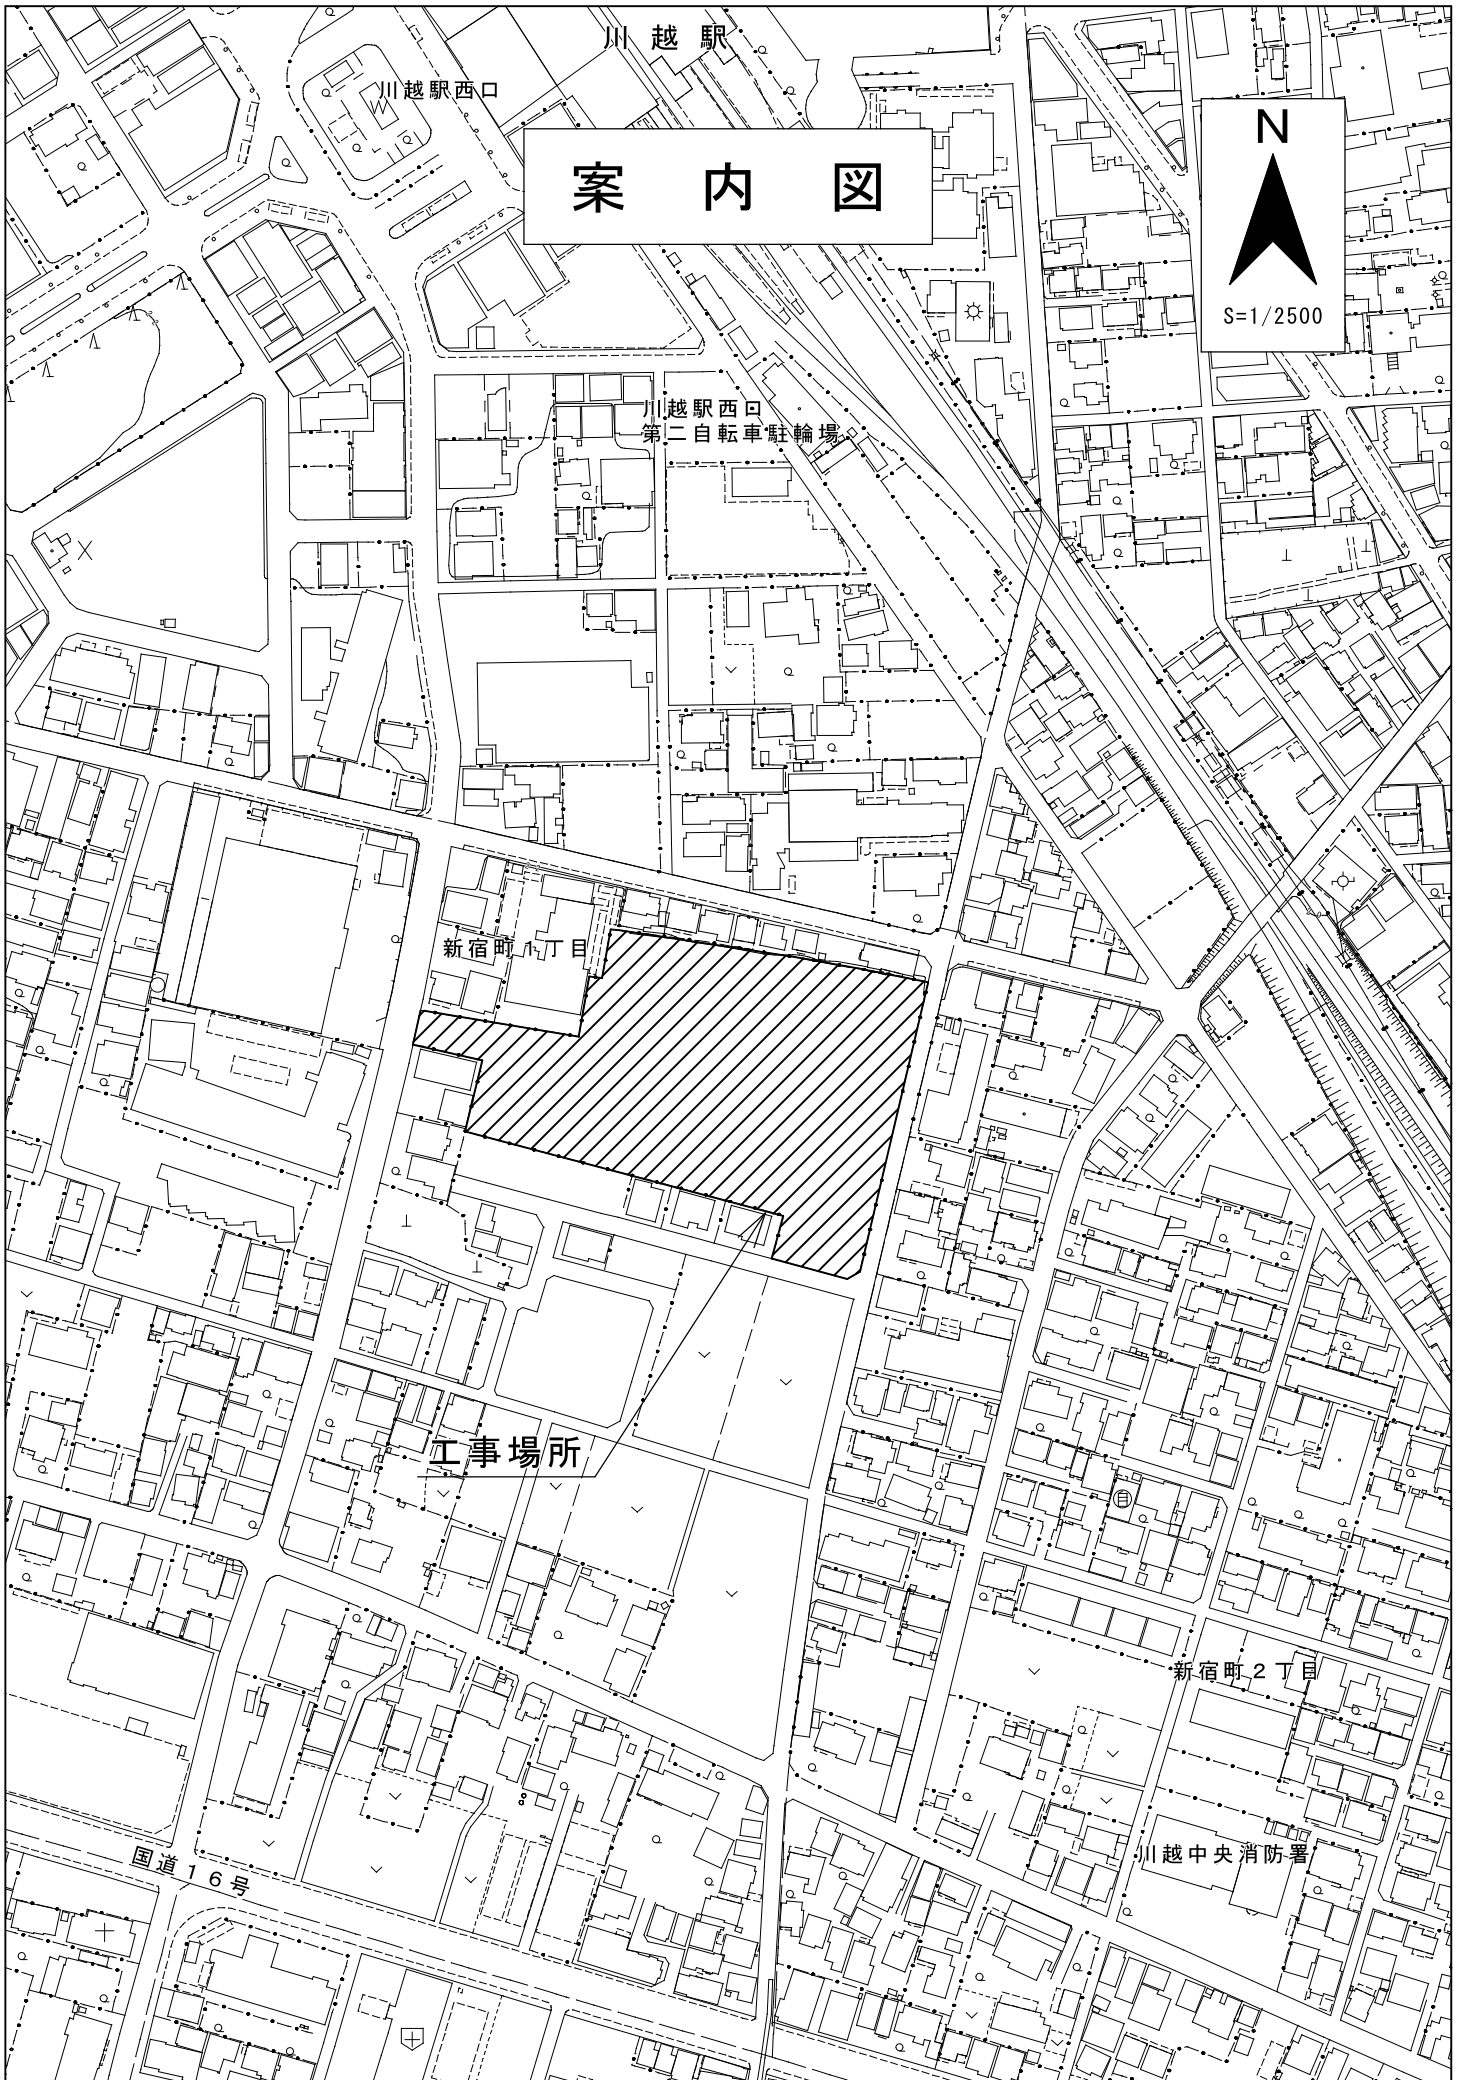 川越駅
川越駅西口
案内図
N
S=1/2500
川越駅西口
第二自転車駐輪場
新宿町1丁目
工事場所
新宿町2丁目
川越中央消防署
国道16号